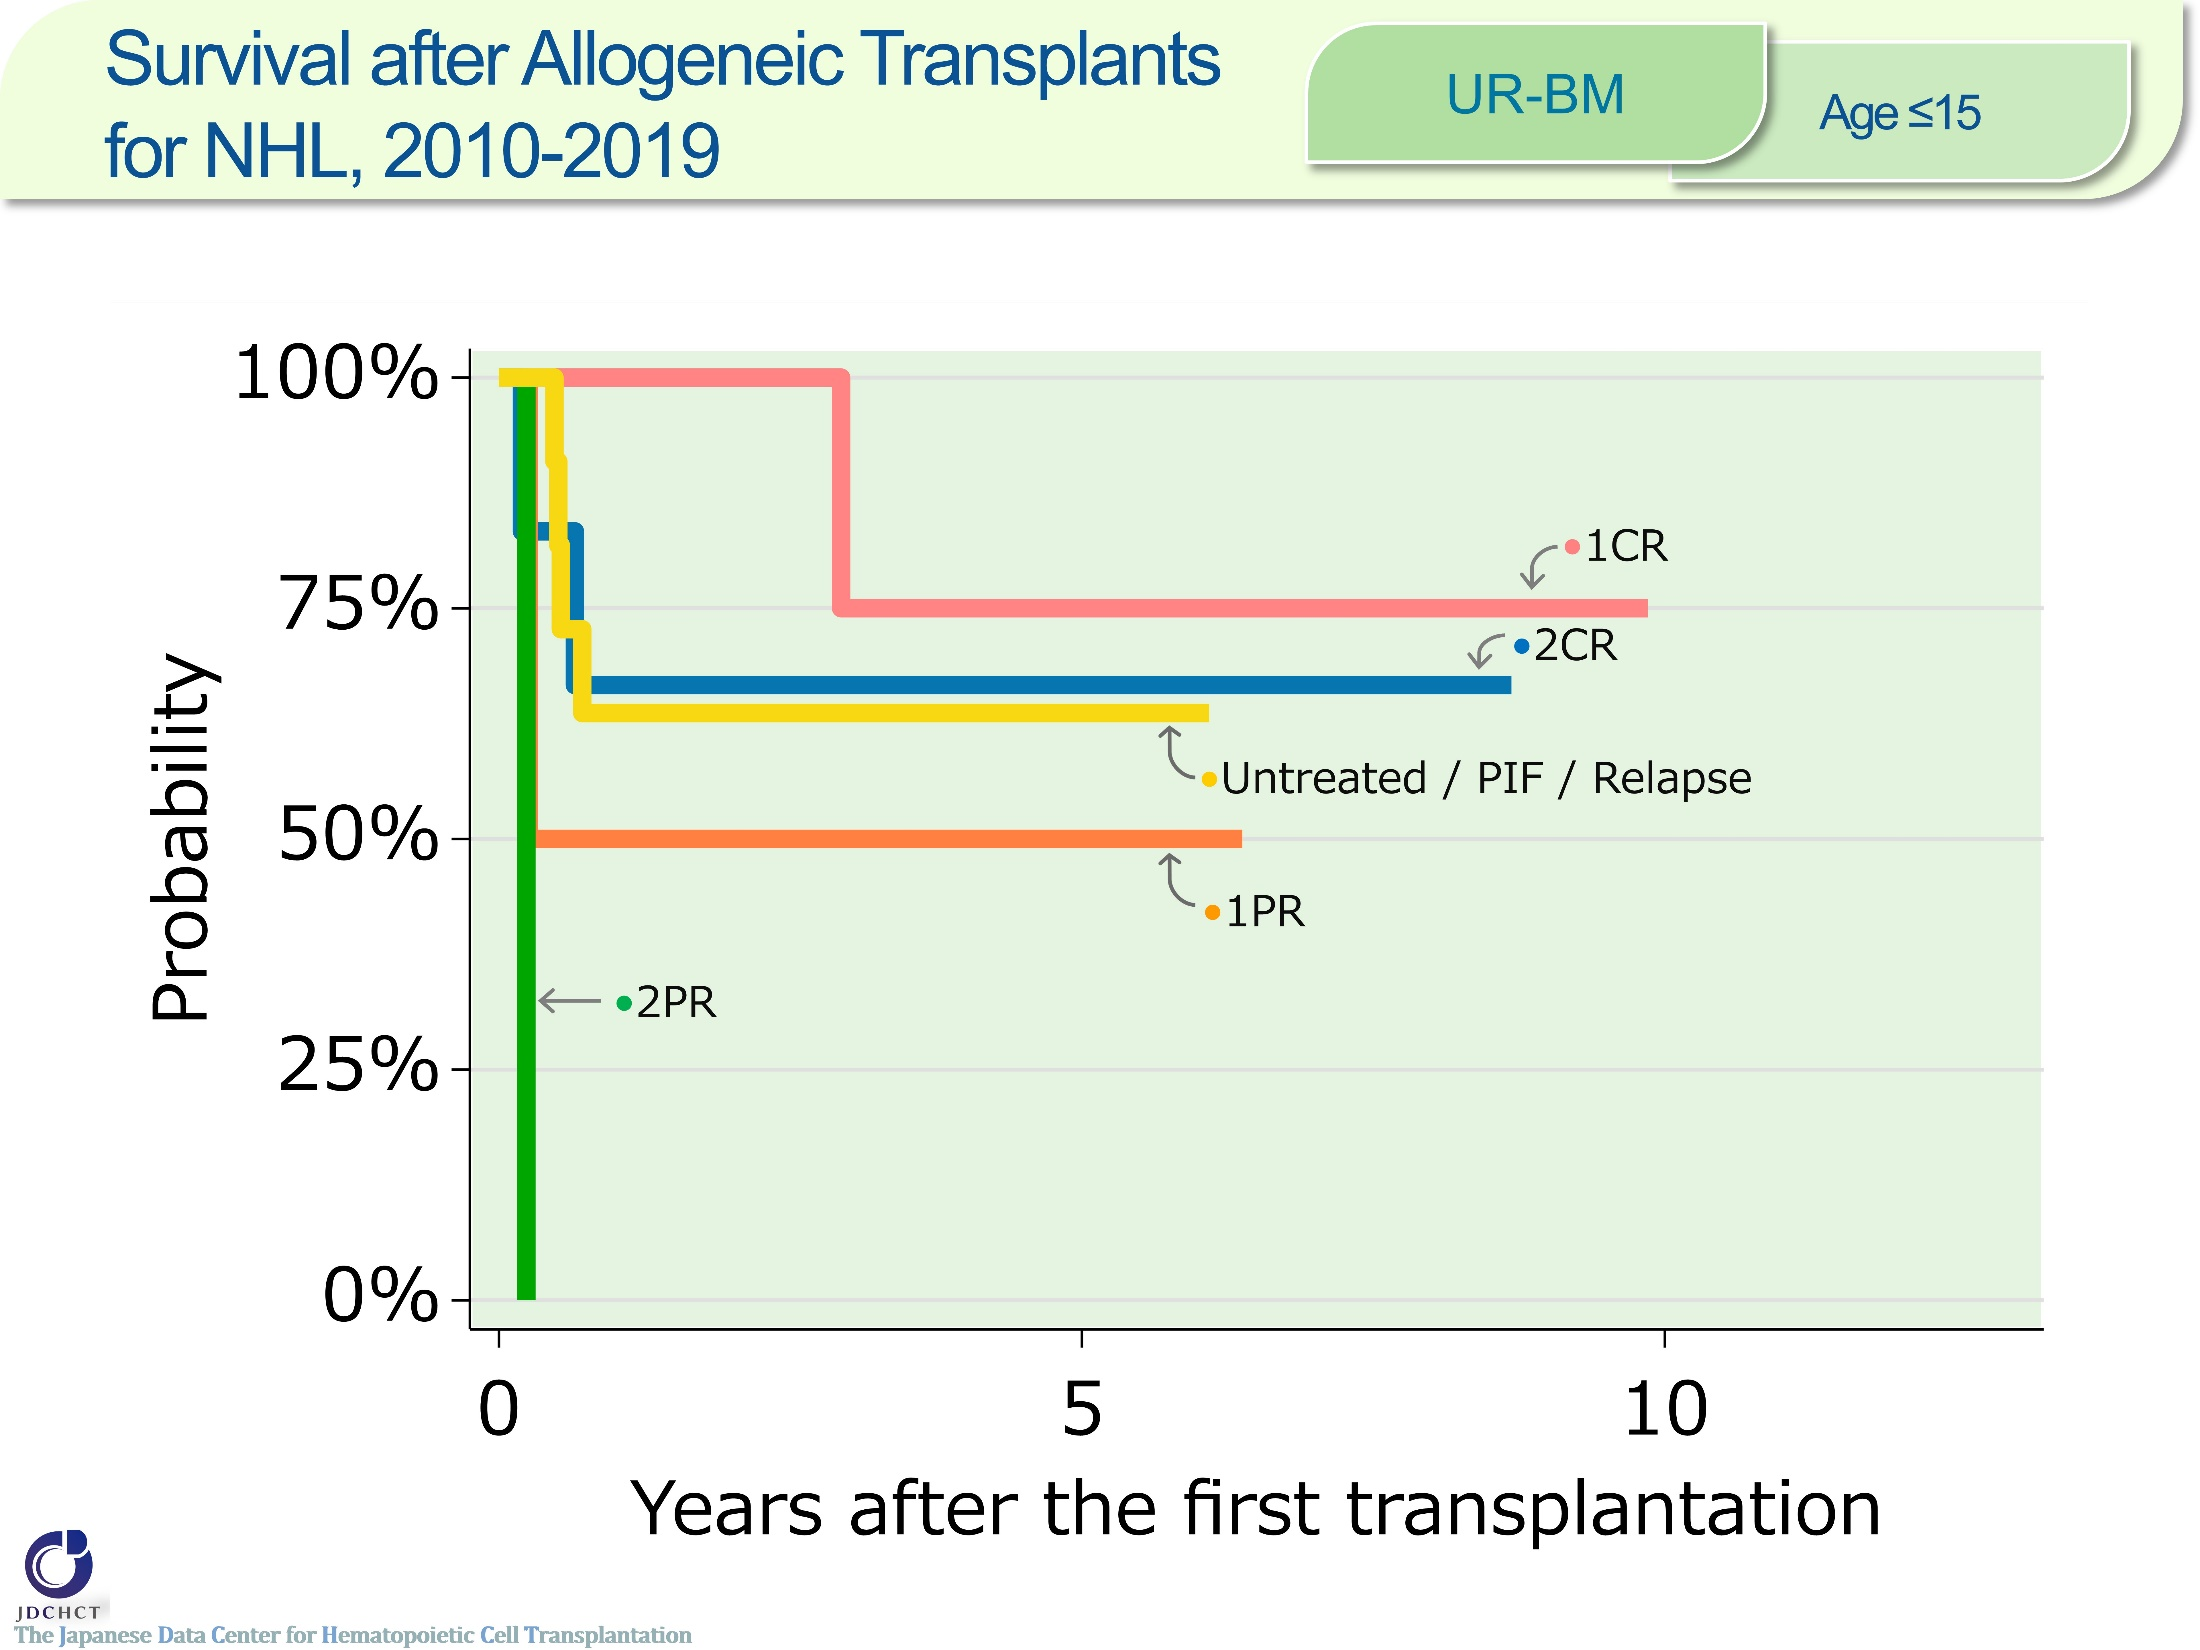 Survival after Allogeneic Transplants
for NHL, 2010-2019
UR-BM
Age ≤15
100%
75%
50%
25%
0%
Probability
1CR
2CR
Untreated / PIF / Relapse
1PR
2PR
0
5
10
Years after the first transplantation
JDCHCT
The Japanese Data Center for Hematopoietic Cell Transplantation